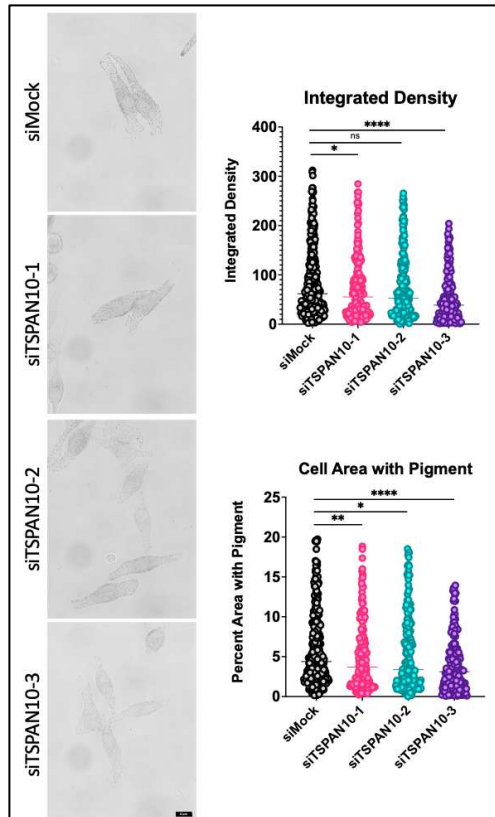 siMock
siTSPAN10-1
siTSPAN10-2
siTSPAN10-3
Integrated Density
****
ns
*
Integrated Density
400
300
200
100
0
siMock
siTSPAN10-1
siTSPAN10-2
siTSPAN10-3
Cell Area with Pigment
****
*
**
Percent Area with Pigment
25
20
15
10
5
0
siMock
siTSPAN10-1
siTSPAN10-2
siTSPAN10-3